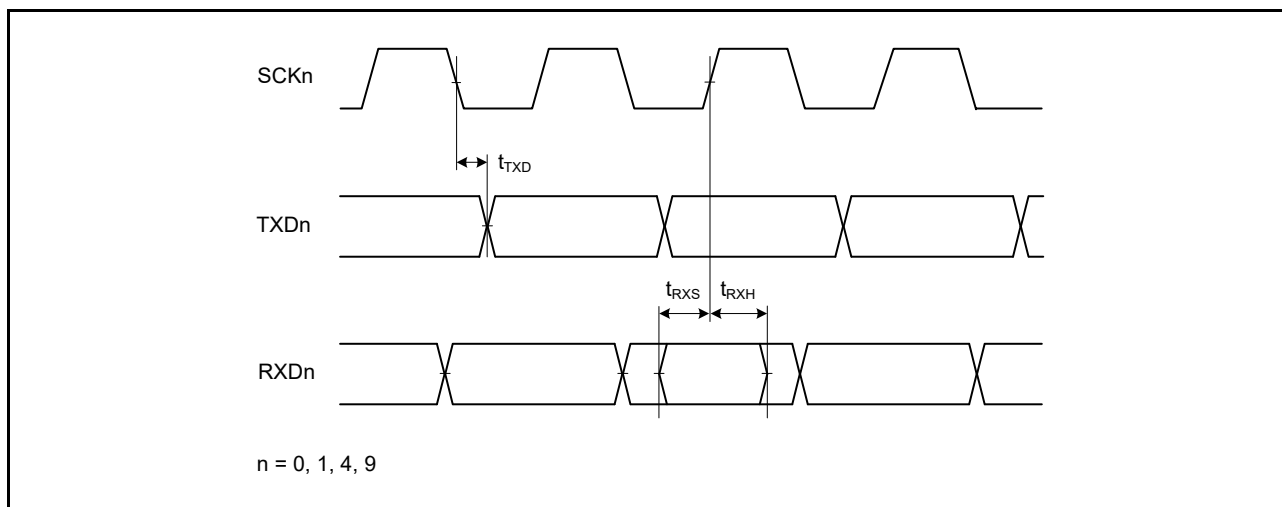 SCKn
tTXD
TXDn
tRXS tRXH
RXDn
n = 0, 1, 4, 9